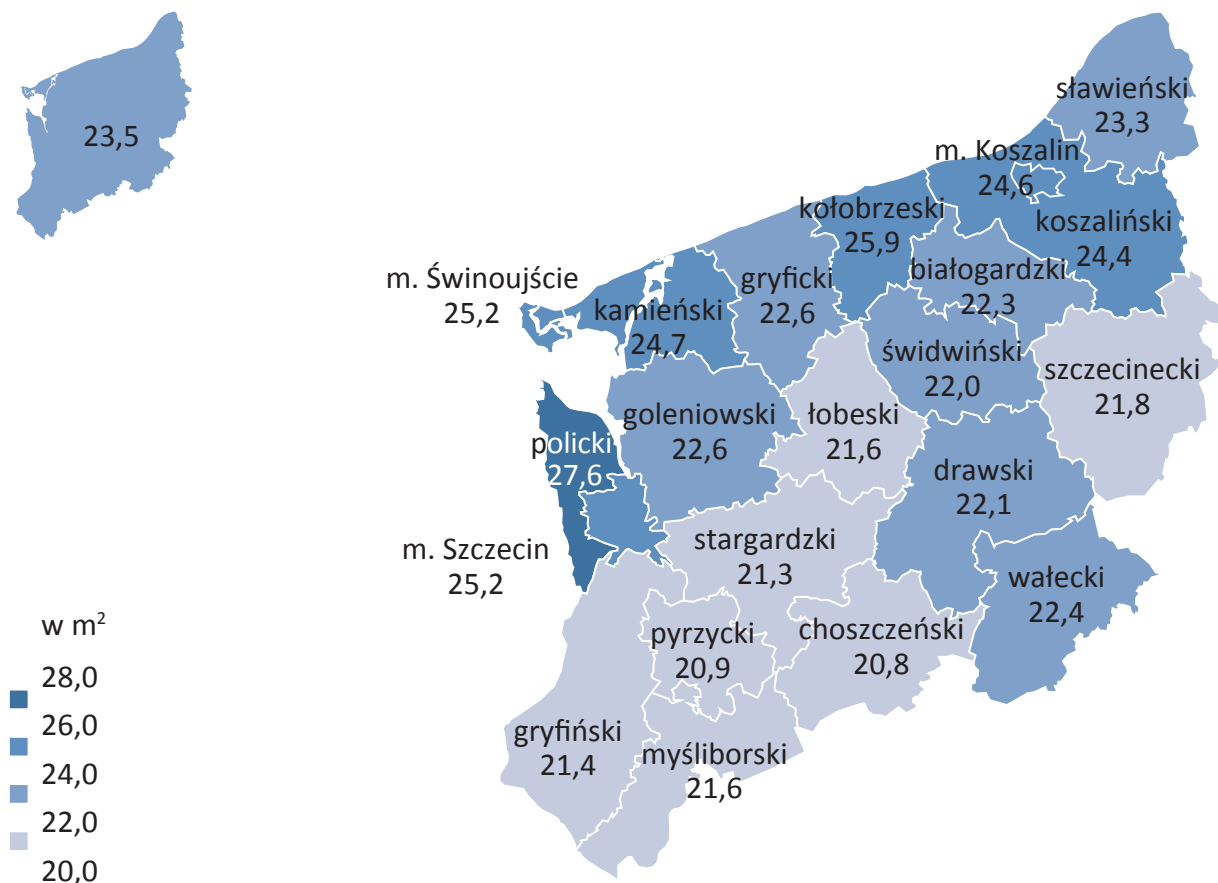 23,5
sławieński
23,3
m. Koszalin
24,6
kołobrzeski
25,9
koszaliński
24,4
m. Świnoujście
25,2
kamieński
24,7
gryficki
22,6
białogardzki
22,3
świdwiński
22,0
szczecinecki
21,8
policki
27,6
goleniowski
22,6
łobeski
21,6
drawski
22,1
m. Szczecin
25,2
stargardzki
21,3
wałecki
22,4
pyrzycki
20,9
choszczeński
20,8
gryfiński
21,4
myśliborski
21,6
w m²
28,0
26,0
24,0
22,0
20,0